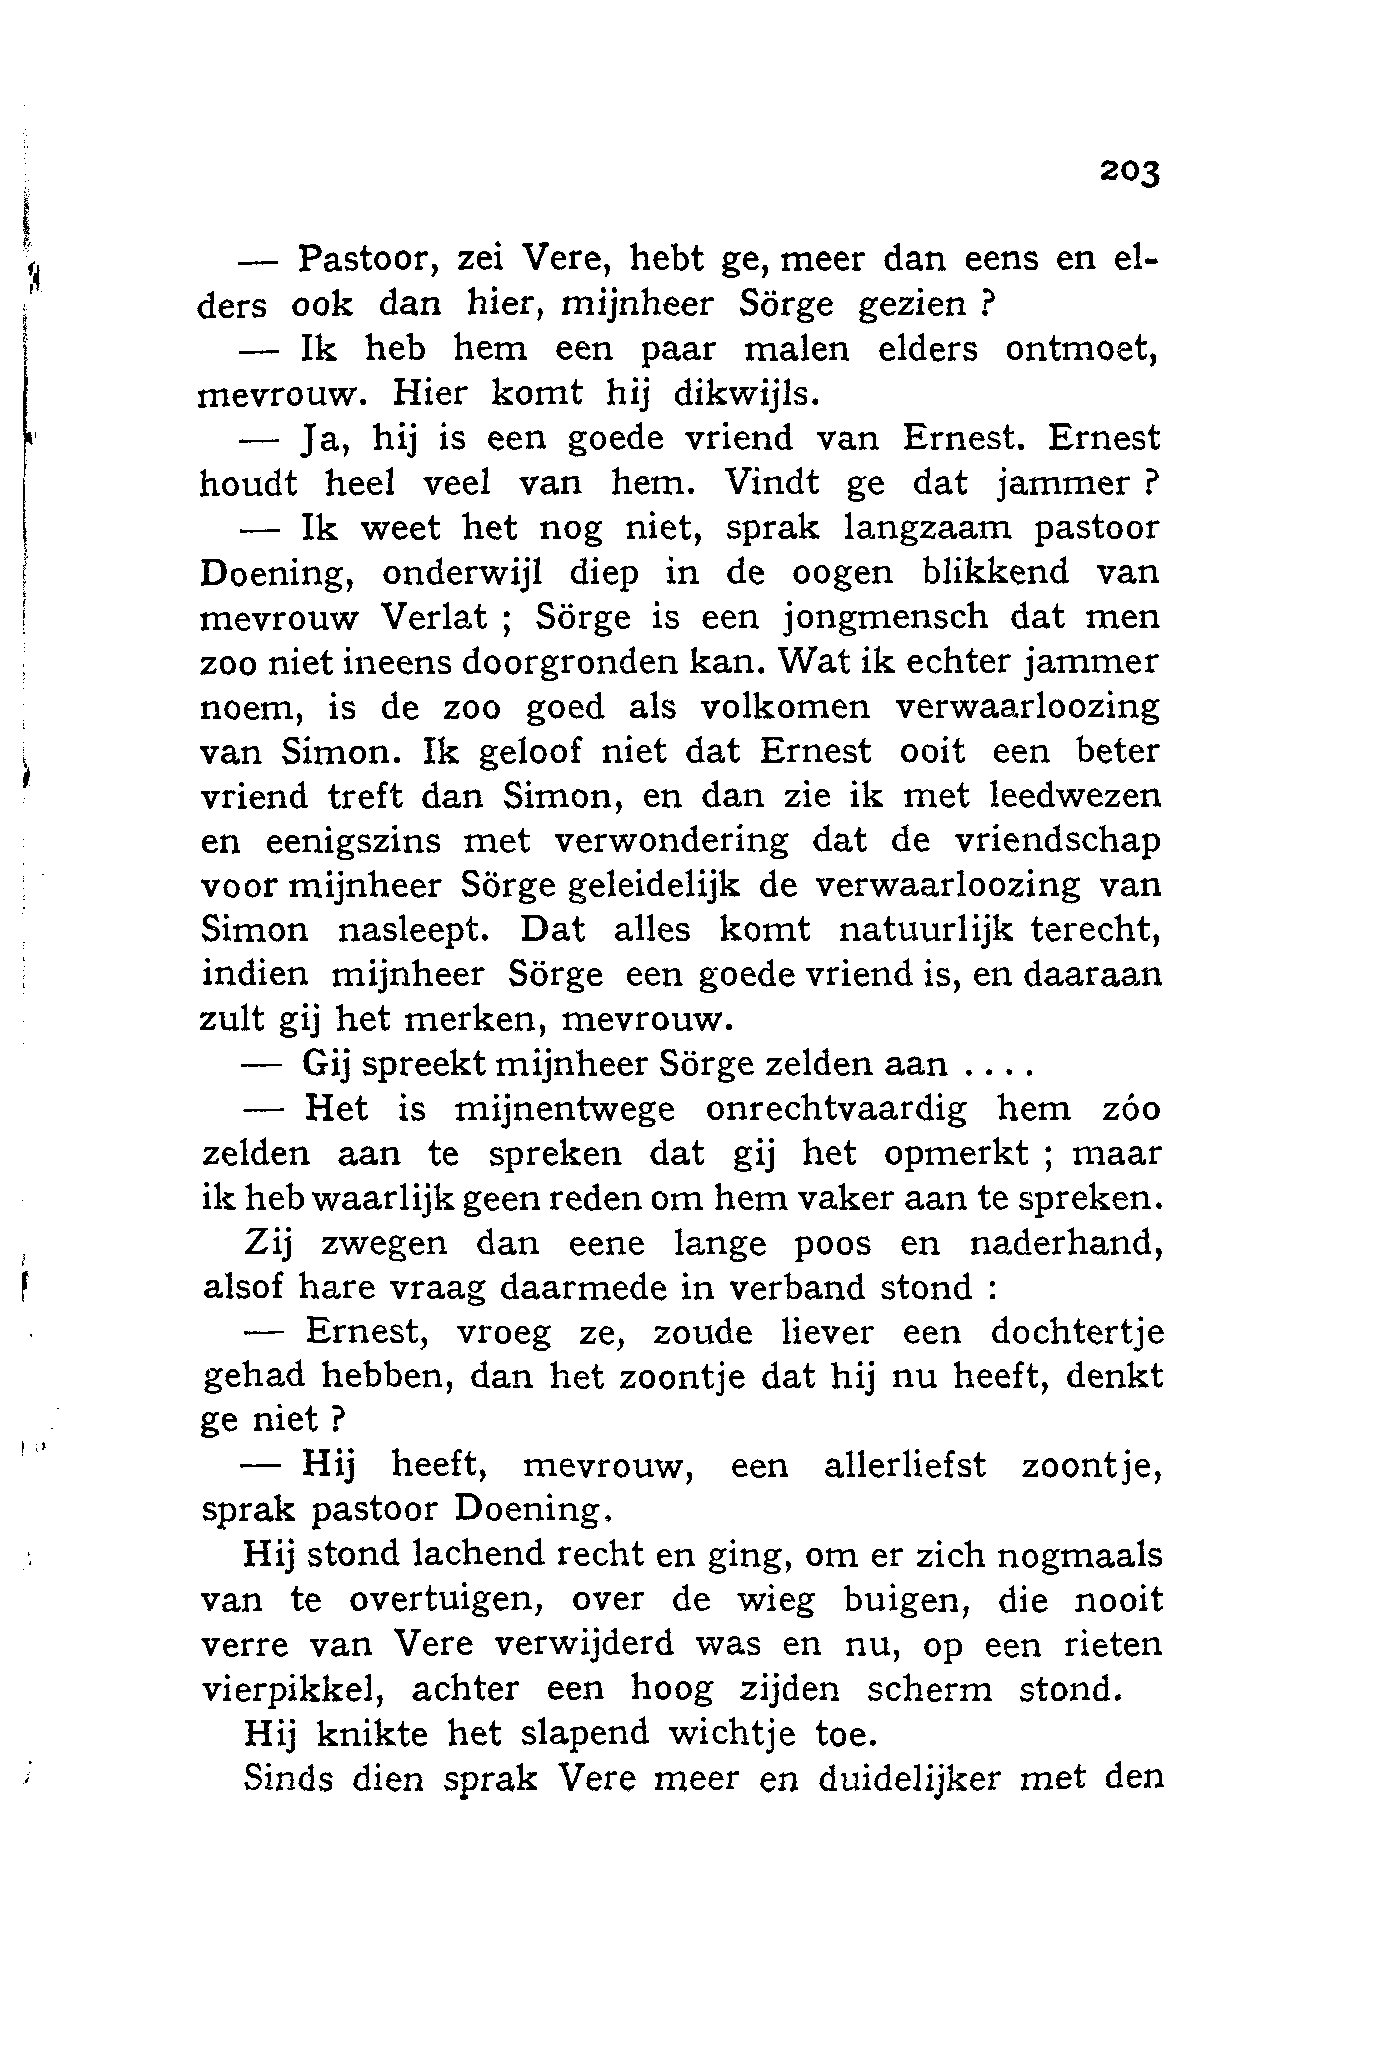 203
— Pastoor, zei Vere, hebt ge, meer dan eens en el-
ders ook dan hier, mijnheer Sörge gezien ?
— Ik heb hem een paar malen elders ontmoet,
mevrouw. Hier komt hij dikwijls.
— Ja, hij is een goede vriend van Ernest. Ernest
houdt heel veel van hem. Vindt ge dat jammer ?
— Ik weet het nog niet, sprak langzaam pastoor
Doening, onderwijl diep in de oogen blikkend van
mevrouw Verlat ; Sörge is een jongmensch dat men
zoo niet ineens doorgronden kan. Wat ik echter jammer
noem, is de zoo goed als volkomen verwaarloozing
van Simon. Ik geloof niet dat Ernest ooit een beter
vriend treft dan Simon, en dan zie ik met leedwezen
en eenigszins met verwondering dat de vriendschap
voor mijnheer Sörge geleidelijk de verwaarloozing van
Simon nasleept. Dat alles komt natuurlijk terecht,
indien mijnheer Sörge een goede vriend is, en daaraan
zult gij het merken, mevrouw.
— Gij spreekt mijnheer Sörge zelden aan . . . .
— Het is mijnentwege onrechtvaardig hem zóo
zelden aan te spreken dat gij het opmerkt ; maar
ik heb waarlijk geen reden om hem vaker aan te spreken.
Zij zwegen dan eene lange poos en naderhand,
alsof hare vraag daarmede in verband stond :
— Ernest, vroeg ze, zoude liever een dochtertje
gehad hebben, dan het zoontje dat hij nu heeft, denkt
ge niet ?
— Hij heeft, mevrouw, een allerliefst zoontje,
sprak pastoor Doening.
Hij stond lachend recht en ging, om er zich nogmaals
van te overtuigen, over de wieg buigen, die nooit
verre van Vere verwijderd was en nu, op een rieten
vierpikkel, achter een hoog zijden scherm stond.
Hij knikte het slapend wichtje toe.
Sinds dien sprak Vere meer en duidelijker met den